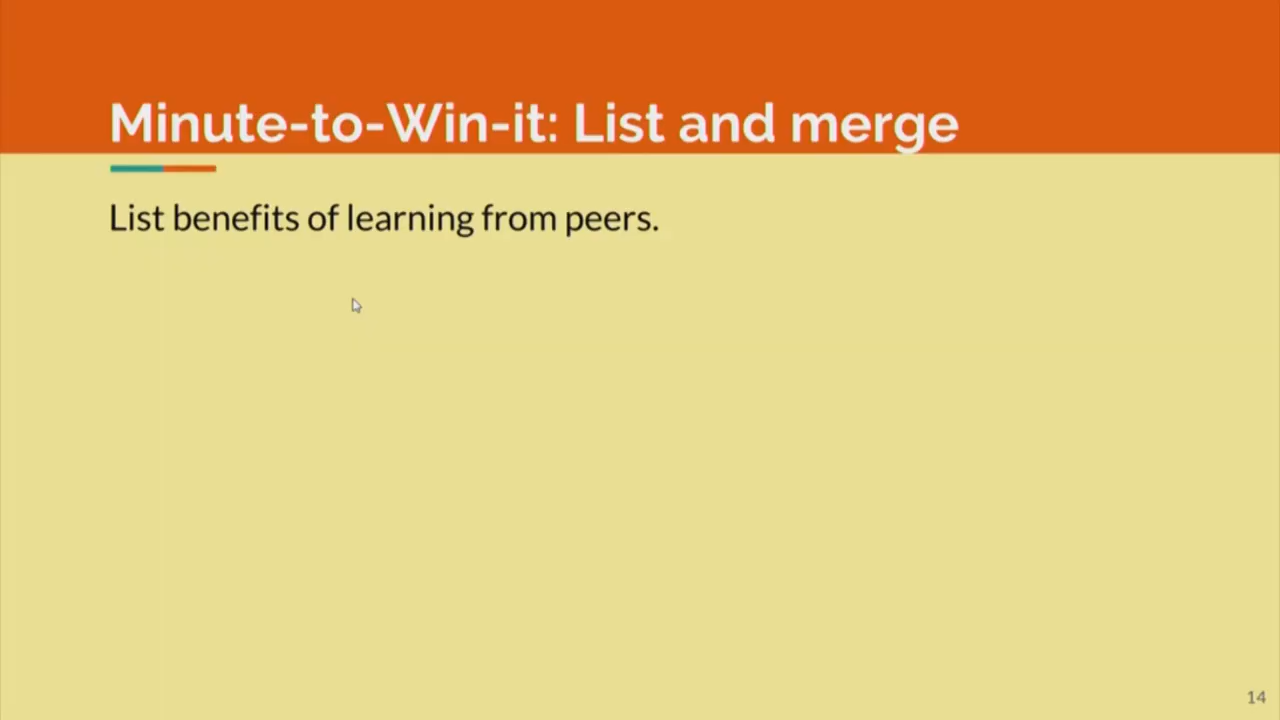 Minute-to-Win-it: List and merge
List benefits of learning from peers.
14